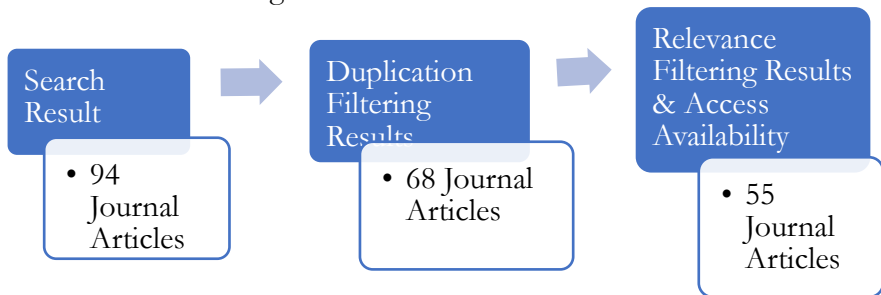 Search
Result
• 94
Journal
Articles
Duplication
Filtering
Results
• 68 Journal
Articles
Relevance
Filtering Results
& Access
Availability
• 55
Journal
Articles